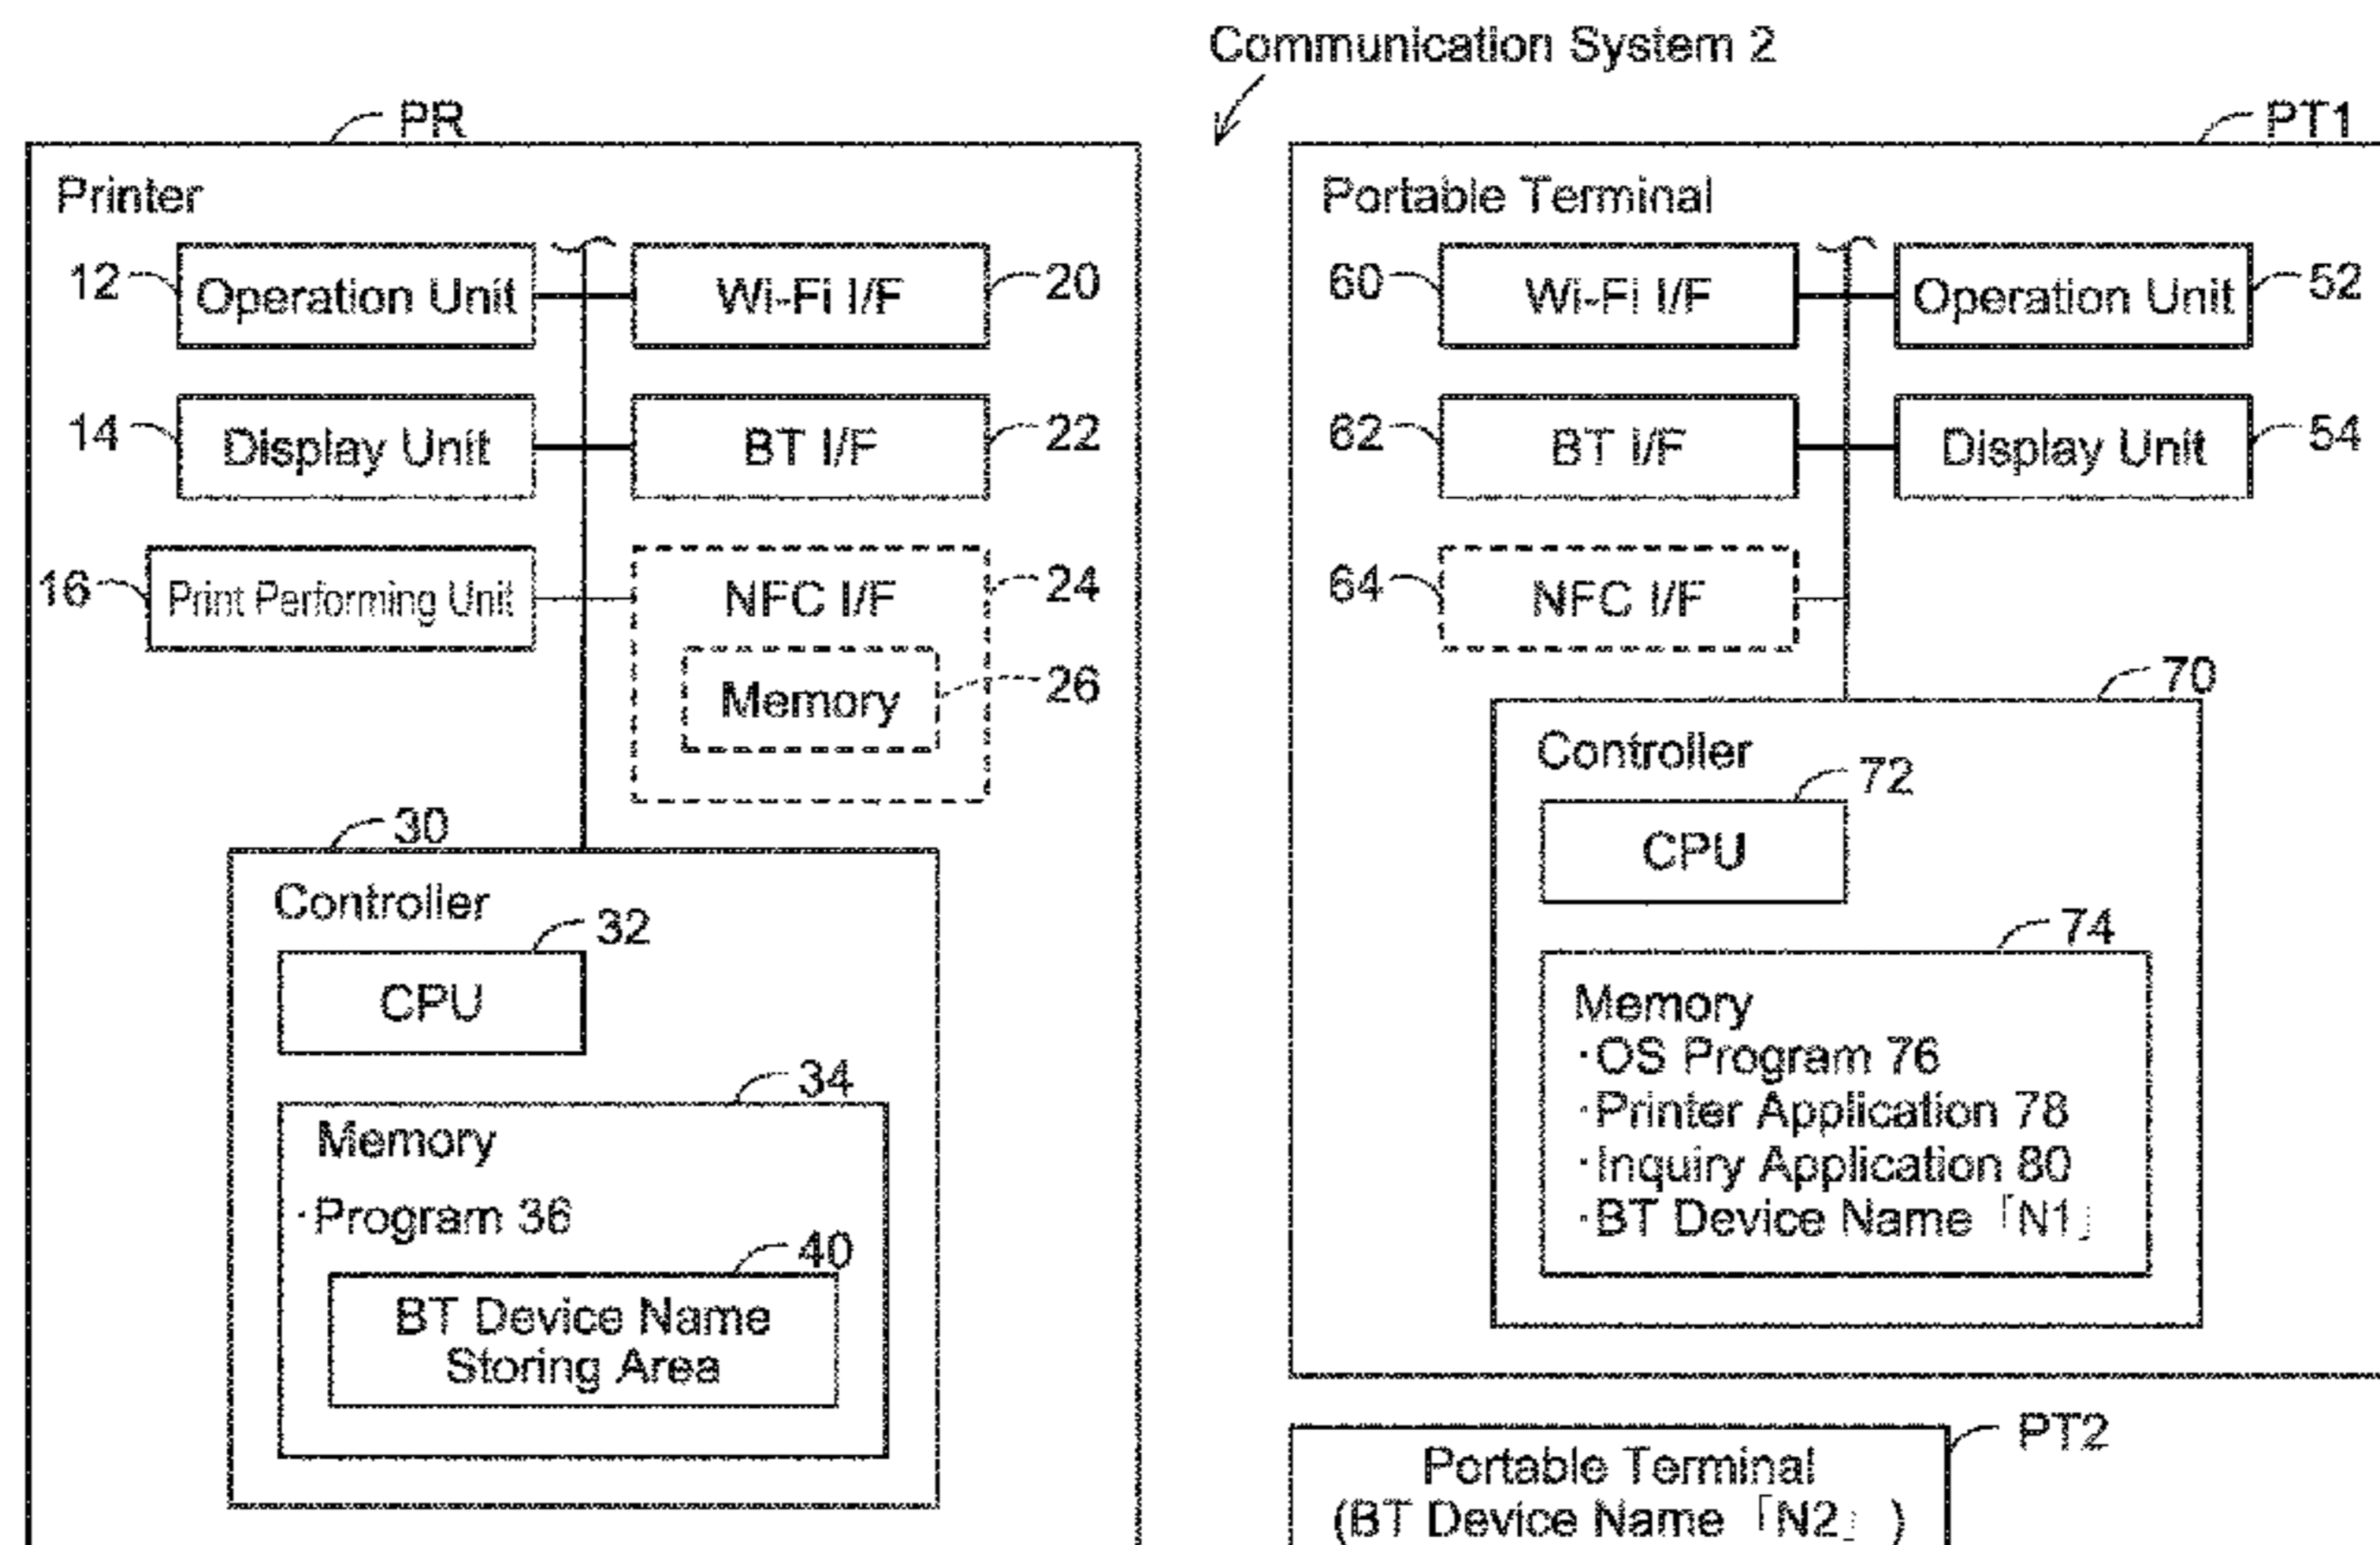 Communication System 2
PR
Printer
12
Operation Unit
Wi-Fi I/F
20
14
Display Unit
BT I/F
22
16
Print Performing Unit
NFC I/F
24
Memory
26
30
Controller
32
CPU
34
Memory
·Program 36
40
BT Device Name
Storing Area
PT1
Portable Terminal
60
Wi-Fi I/F
Operation Unit
52
62
BT I/F
Display Unit
54
64
NFC I/F
70
Controller
72
CPU
74
Memory
·OS Program 76
·Printer Application 78
·Inquiry Application 80
·BT Device Name「N1」
PT2
Portable Terminal
(BT Device Name「N2」)